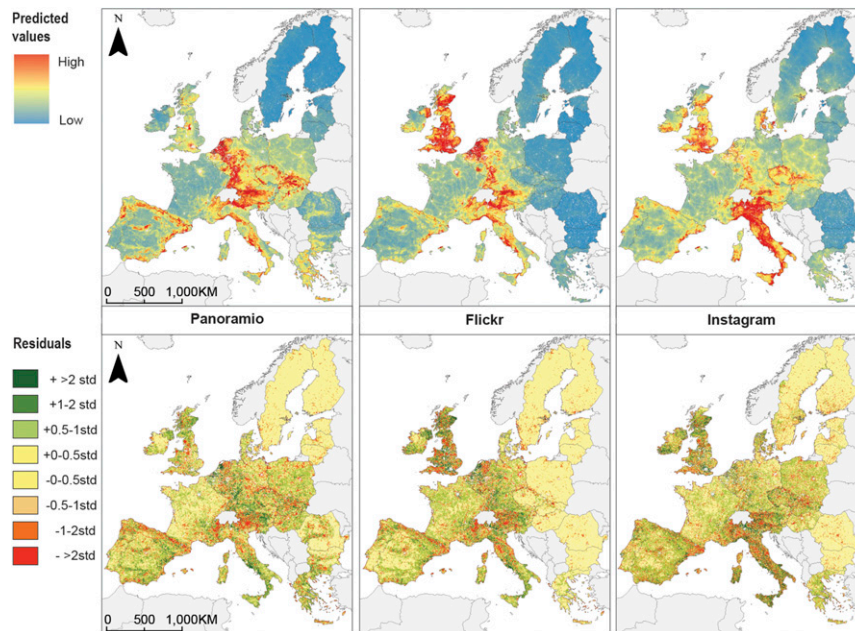 Predicted
values
High
Low
N
0 500 1,000KM
Panoramio
Flickr
Instagram
Residuals
N
+ >2 std
+1-2 std
+0.5-1std
+0-0.5std
-0-0.5std
-0.5-1std
-1-2std
- >2std
0 500 1,000KM